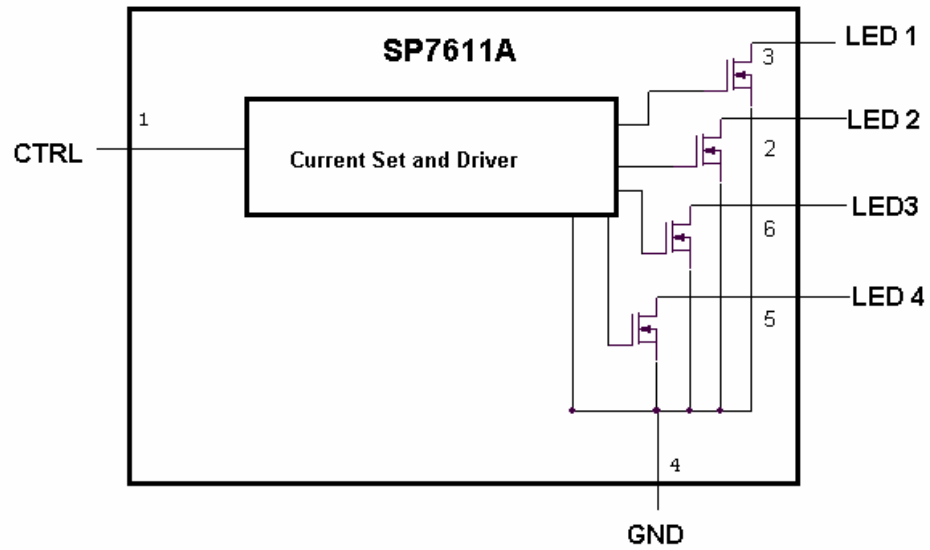 SP7611A
LED 1
3
1
LED 2
2
CTRL
Current Set and Driver
LED3
6
LED 4
5
4
GND